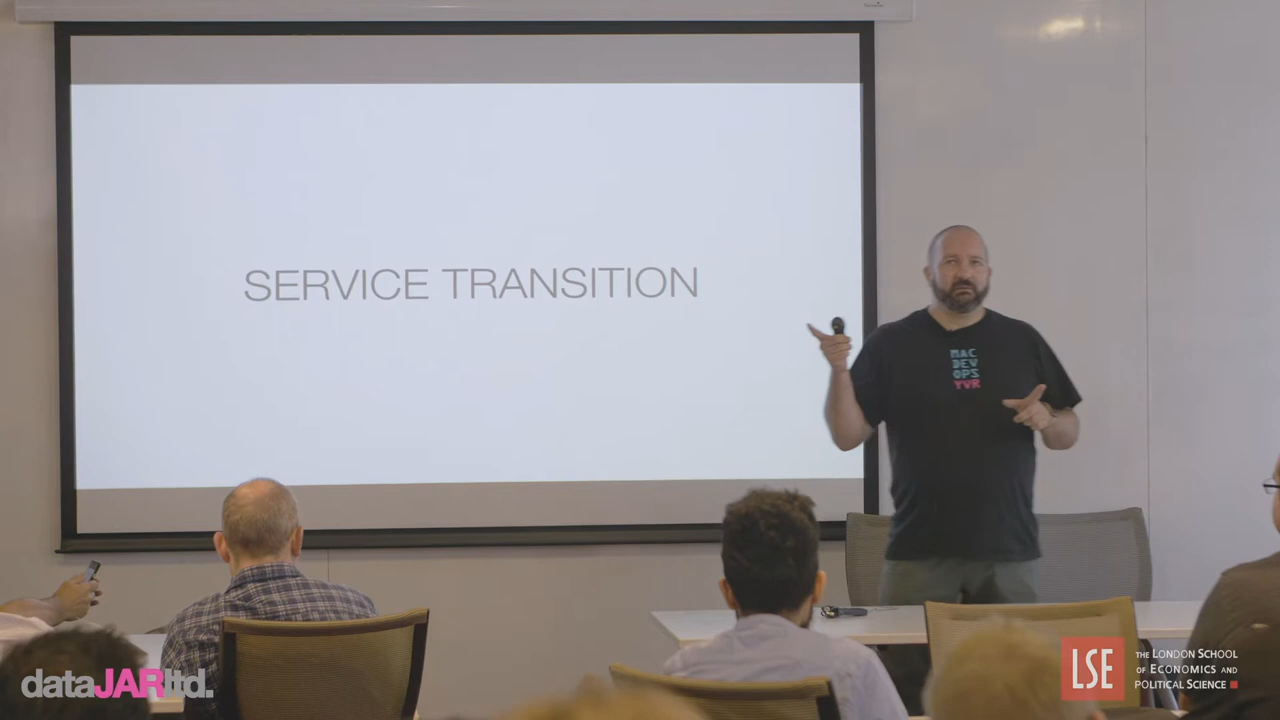 SERVICE TRANSITION
MAC
DEV
OPS
YVR
dataJARltd.
LSE
THE LONDON SCHOOL
OF ECONOMICS AND
POLITICAL SCIENCE